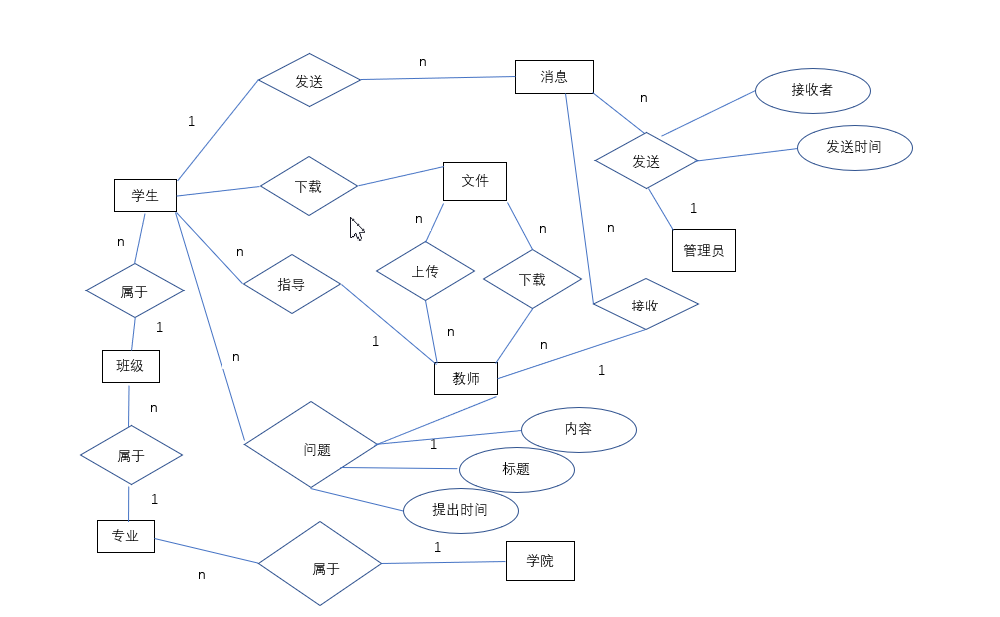 n
发送
消息
接收者
n
1
发送时间
发送
下载
文件
学生
1
n
n
n
n
管理员
n
上传
下载
指导
属于
接收
1
n
1
n
n
班级
1
教师
n
内容
1
问题
属于
标题
1
提出时间
专业
1
学院
属于
n